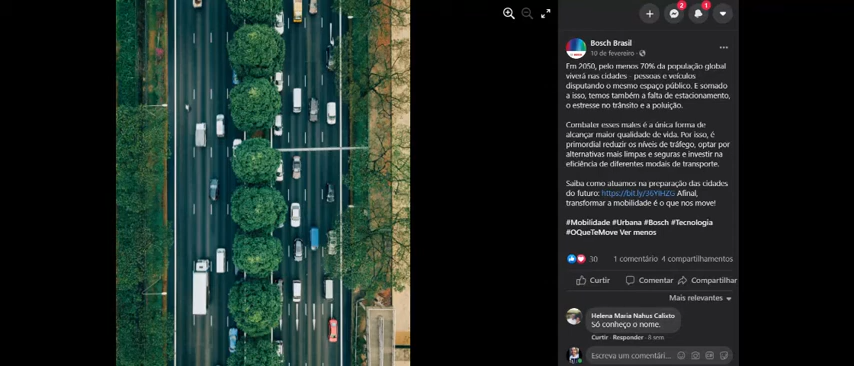 2
1
Bosch Brasil
10 de fevereiro ·
Em 2050, pelo menos 70% da população global
viverá nas cidades - pessoas e veículos
disputando o mesmo espaço público. E somado
a isso, temos também a falta de estacionamento,
o estresse no trânsito e a poluição.
Combater esses males é a única forma de
alcançar maior qualidade de vida. Por isso, é
primordial reduzir os níveis de tráfego, optar por
alternativas mais limpas e seguras e investir na
eficiência de diferentes modais de transporte.
Saiba como atuamos na preparação das cidades
do futuro: Afinal,
transformar a mobilidade é o que nos move!
#Mobilidade #Urbana #Bosch #Tecnologia
#OQueTeMove Ver menos
30 1 comentário 4 compartilhamentos
Curtir Comentar Compartilhar
Mais relevantes
Helena Maria Nahus Calixto
Só conheço o nome.
Curtir · Responder · 8 sem
Escreva um comentári...